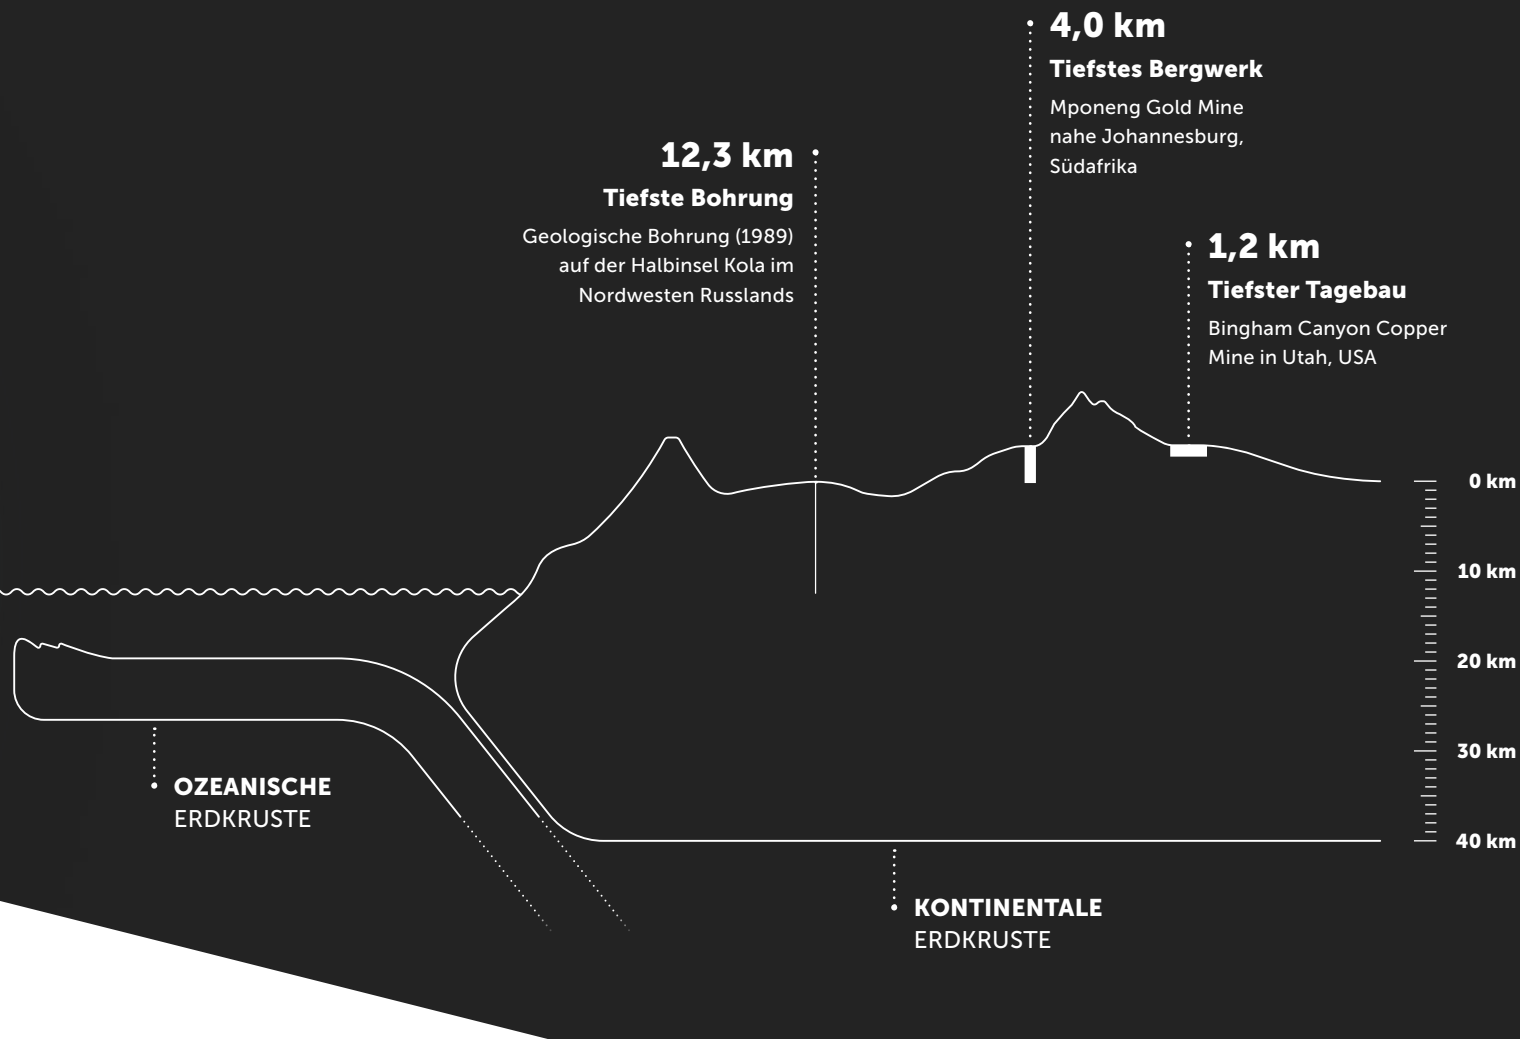 4,0 km
Tiefstes Bergwerk
Mponeng Gold Mine
nahe Johannesburg,
Südafrika
12,3 km
Tiefste Bohrung
Geologische Bohrung (1989)
auf der Halbinsel Kola im
Nordwesten Russlands
1,2 km
Tiefster Tagebau
Bingham Canyon Copper
Mine in Utah, USA
0 km
10 km
20 km
30 km
40 km
OZEANISCHE
ERDKRUSTE
KONTINENTALE
ERDKRUSTE